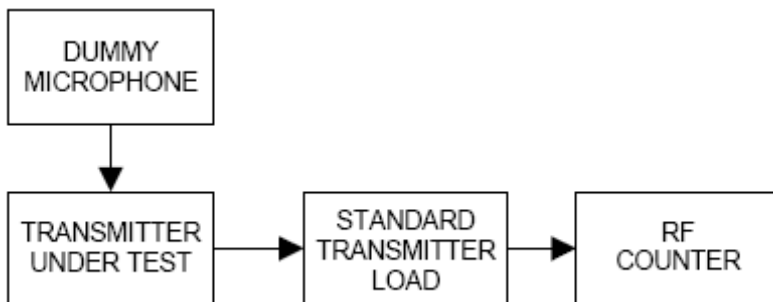 DUMMY
MICROPHONE
TRANSMITTER
UNDER TEST
STANDARD
TRANSMITTER
LOAD
RF
COUNTER